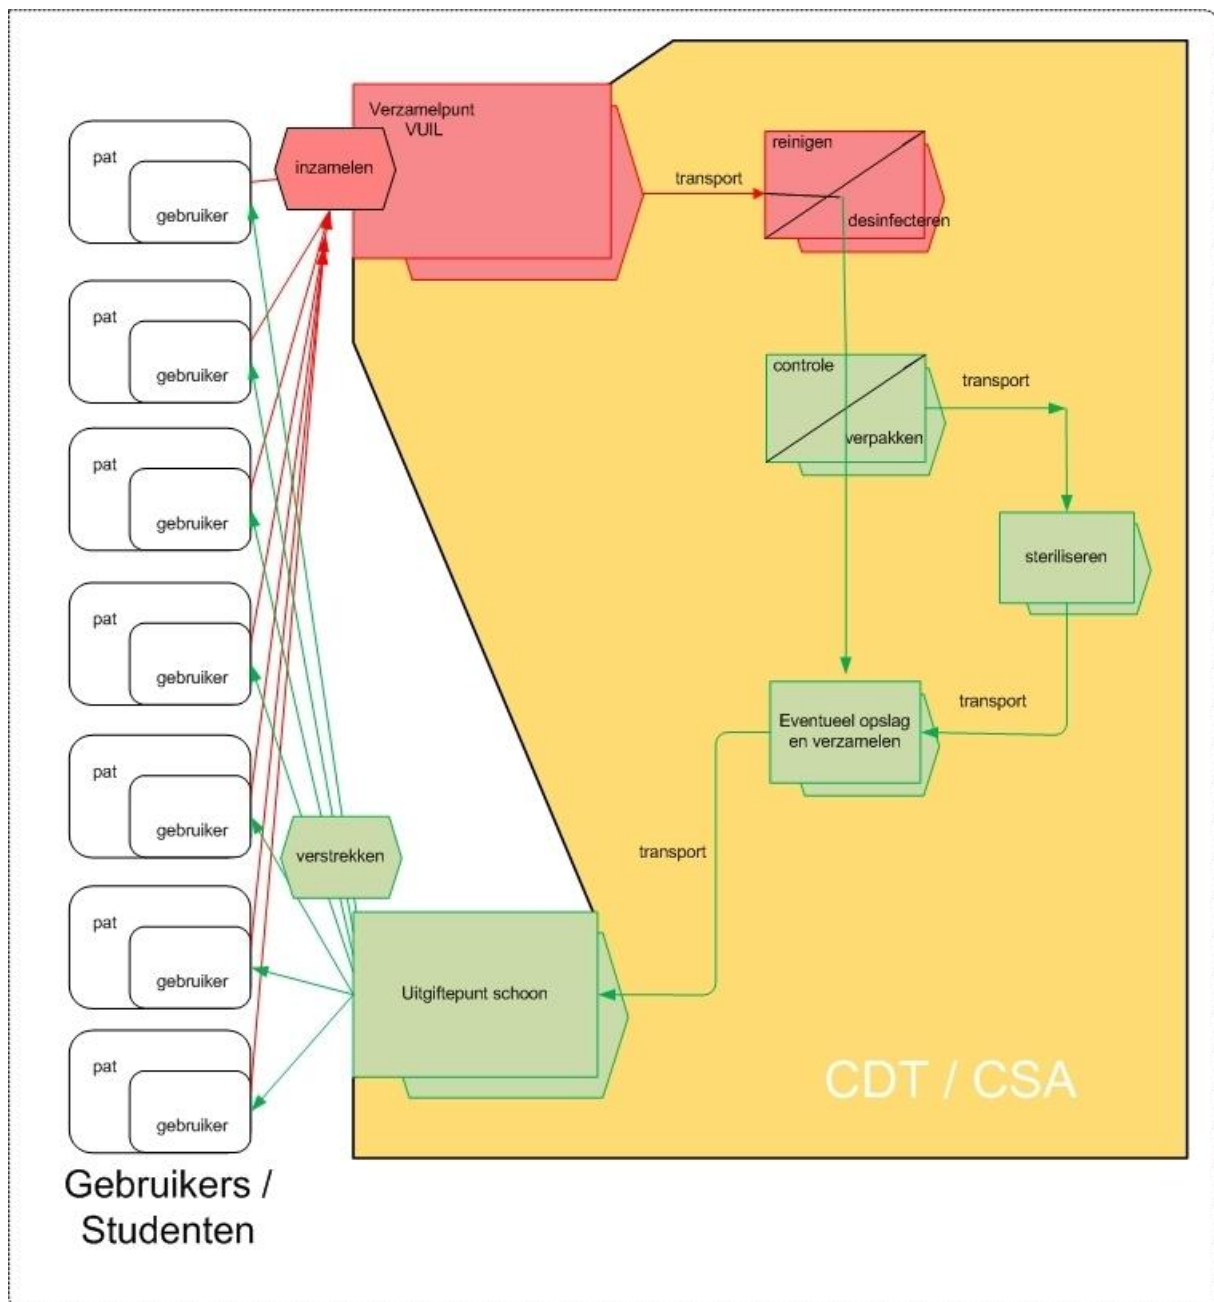 Verzamelpunt
VUIL
pat
gebruiker
inzamelen
transport
reinigen
desinfecteren
pat
gebruiker
controle
verpakken
transport
pat
gebruiker
steriliseren
pat
gebruiker
Eventueel opslag
en verzamelen
transport
pat
gebruiker
verstrekken
transport
pat
gebruiker
Uitgiftepunt schoon
pat
gebruiker
CDT / CSA
Gebruikers /
Studenten